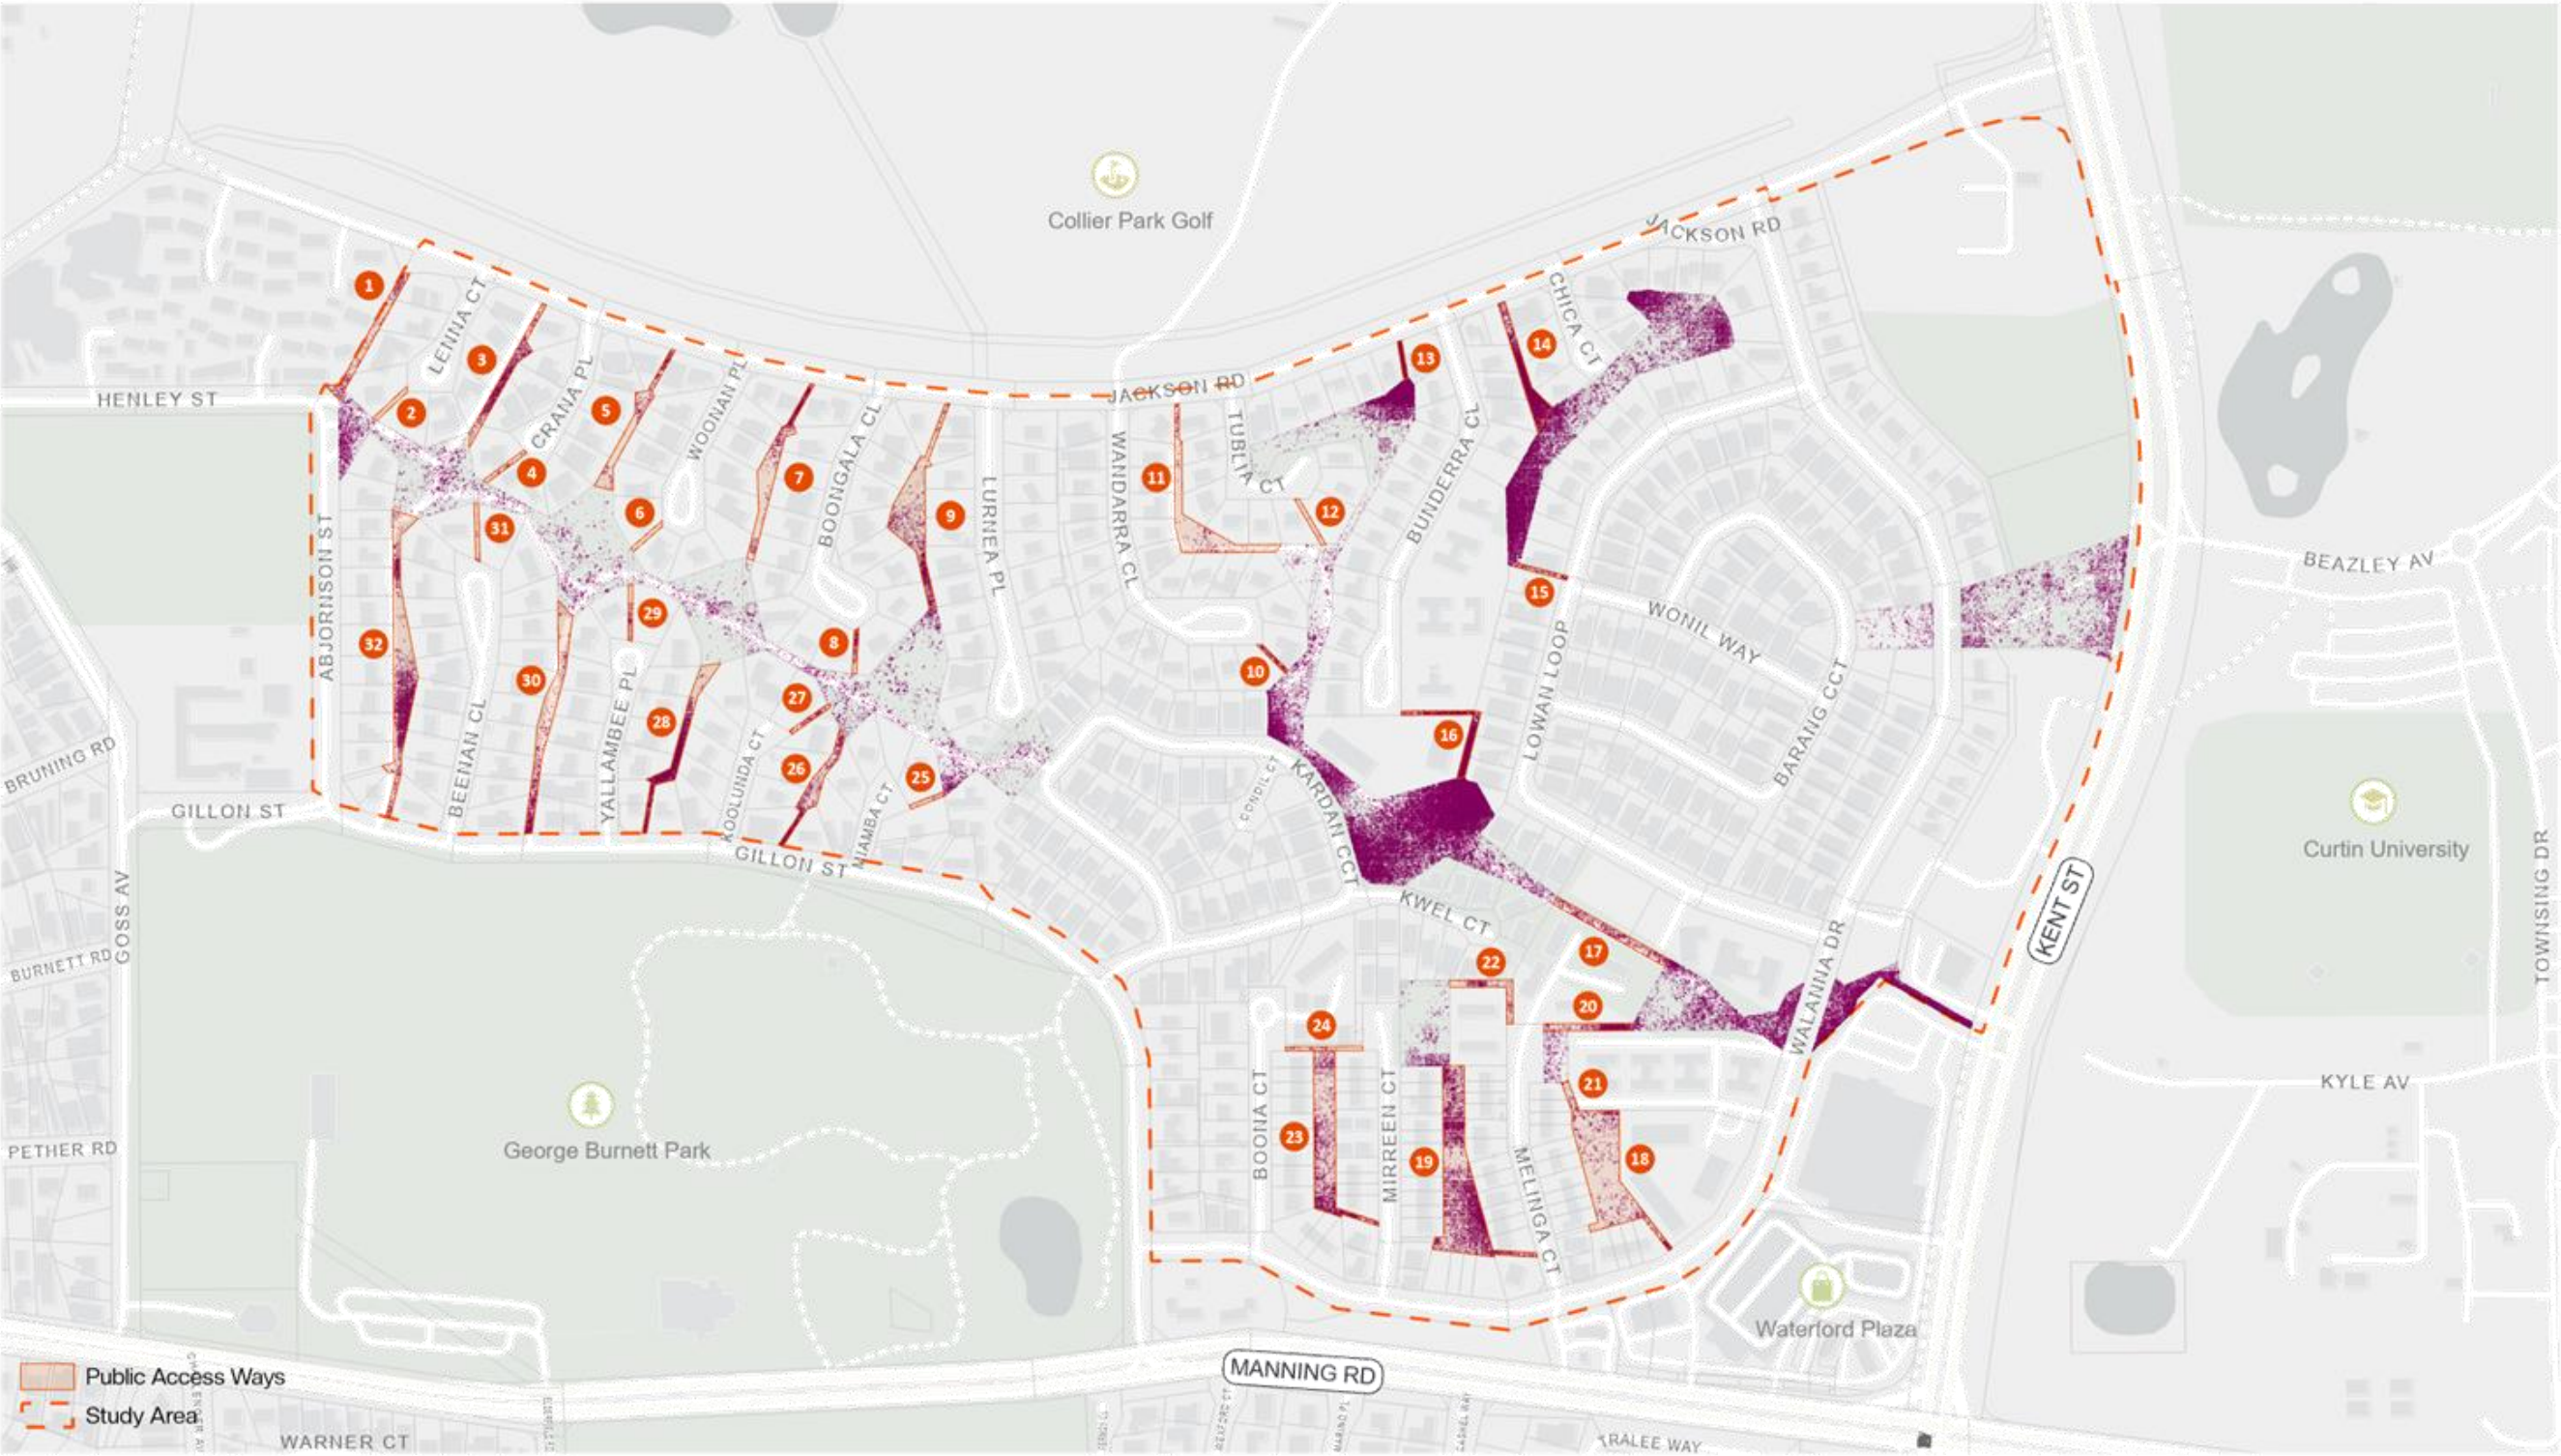 Collier Park Golf
JACKSON RD
CHICA CT
1
LENNA CT
3
14
13
2
5
CRANA PL
WOONAN PL
JACKSON RD
HENLEY ST
BOONGALA CL
TUBLIA CT
BUNDERRA CL
4
7
11
LURNEA PL
WANDARRA CL
6
9
12
31
ABJORNSON ST
BEAZLEY AV
15
29
WONIL WAY
32
8
LOWAN LOOP
10
30
27
YALAMBEE PL
28
BARANG CCT
16
BEENAN CL
KOOLUNDA CT
26
25
CONDIL CT
KARDAN CCT
BRUNING RD
GILLON ST
MIAMBA CT
GILLON ST
Curtin University
TOWNSING DR
KENT ST
GOSS AV
KWEL CT
BURNETT RD
22
17
20
WALANNA DR
24
21
KYLE AV
23
BOONA CT
MIRREEN CT
19
MELINGA CT
18
PETHER RD
George Burnett Park
Waterford Plaza
MANNING RD
Public Access Ways
Study Area
WARNER CT
TRALEE WAY